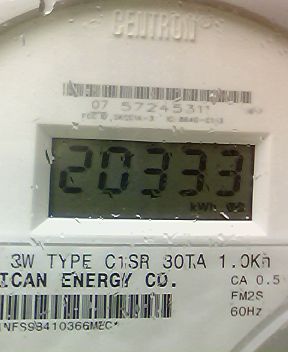 CENTRON
07 57245311
20333
kWh
3W TYPE C1SR 30TA 1.0Kh
ICAN ENERGY CO.
CA 0.5
FM2S
60Hz